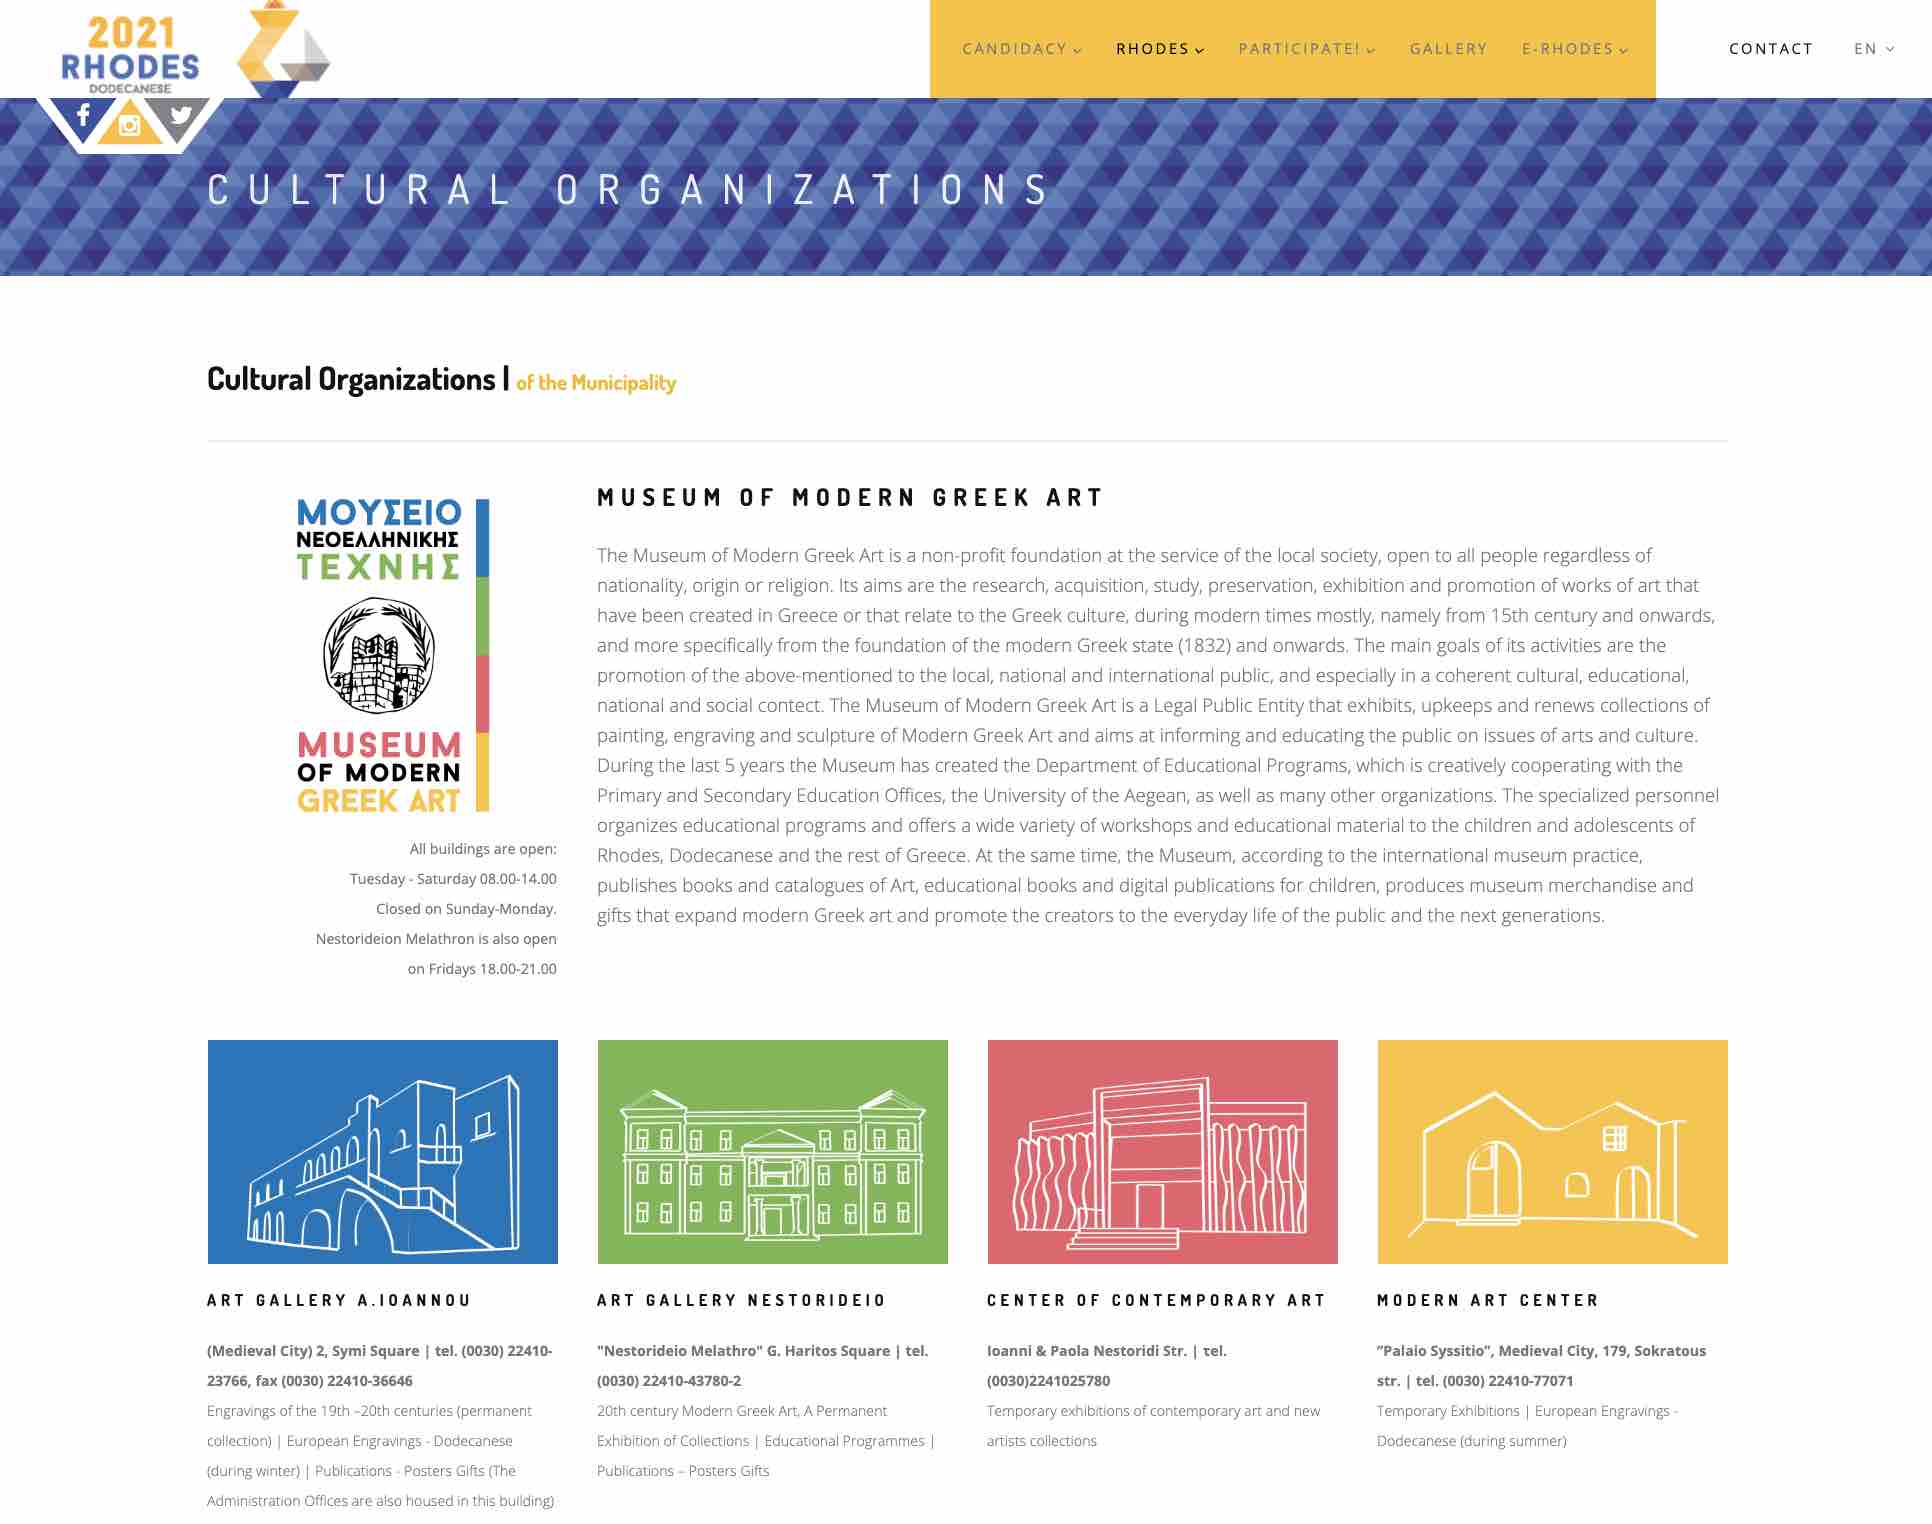 2021
RHODES
DODECANESE
CANDIDACY
RHODES
PARTICIPATE!
GALLERY
E-RHODES
CONTACT
EN
CULTURAL ORGANIZATIONS
Cultural Organizations | of the Municipality
ΜΟΥΣΕΙΟ
ΝΕΟΕΛΛΗΝΙΚΗΣ
ΤΕΧΝΗΣ
MUSEUM
OF MODERN
GREEK ART
All buildings are open:
Tuesday - Saturday 08.00-14.00
Closed on Sunday-Monday.
Nestorideion Melathron is also open
on Fridays 18.00-21.00
MUSEUM OF MODERN GREEK ART
The Museum of Modern Greek Art is a non-profit foundation at the service of the local society, open to all people regardless of
nationality, origin or religion. Its aims are the research, acquisition, study, preservation, exhibition and promotion of works of art that
have been created in Greece or that relate to the Greek culture, during modern times mostly, namely from 15th century and onwards,
and more specifically from the foundation of the modern Greek state (1832) and onwards. The main goals of its activities are the
promotion of the above-mentioned to the local, national and international public, and especially in a coherent cultural, educational,
national and social contect. The Museum of Modern Greek Art is a Legal Public Entity that exhibits, upkeeps and renews collections of
painting, engraving and sculpture of Modern Greek Art and aims at informing and educating the public on issues of arts and culture.
During the last 5 years the Museum has created the Department of Educational Programs, which is creatively cooperating with the
Primary and Secondary Education Offices, the University of the Aegean, as well as many other organizations. The specialized personnel
organizes educational programs and offers a wide variety of workshops and educational material to the children and adolescents of
Rhodes, Dodecanese and the rest of Greece. At the same time, the Museum, according to the international museum practice,
publishes books and catalogues of Art, educational books and digital publications for children, produces museum merchandise and
gifts that expand modern Greek art and promote the creators to the everyday life of the public and the next generations.
ART GALLERY A.IOANNOU
(Medieval City) 2, Symi Square | tel. (0030) 22410-
23766, fax (0030) 22410-36646
Engravings of the 19th –20th centuries (permanent
collection) | European Engravings - Dodecanese
(during winter) | Publications - Posters Gifts (The
Administration Offices are also housed in this building)
ART GALLERY NESTORIDEIO
"Nestorideio Melathro" G. Haritos Square | tel.
(0030) 22410-43780-2
20th century Modern Greek Art, A Permanent
Exhibition of Collections | Educational Programmes |
Publications – Posters Gifts
CENTER OF CONTEMPORARY ART
Ioanni & Paola Nestoridi Str. | τel.
(0030)2241025780
Temporary exhibitions of contemporary art and new
artists collections
MODERN ART CENTER
“Palaio Syssitio”, Medieval City, 179, Sokratous
str. | tel. (0030) 22410-77071
Temporary Exhibitions | European Engravings -
Dodecanese (during summer)